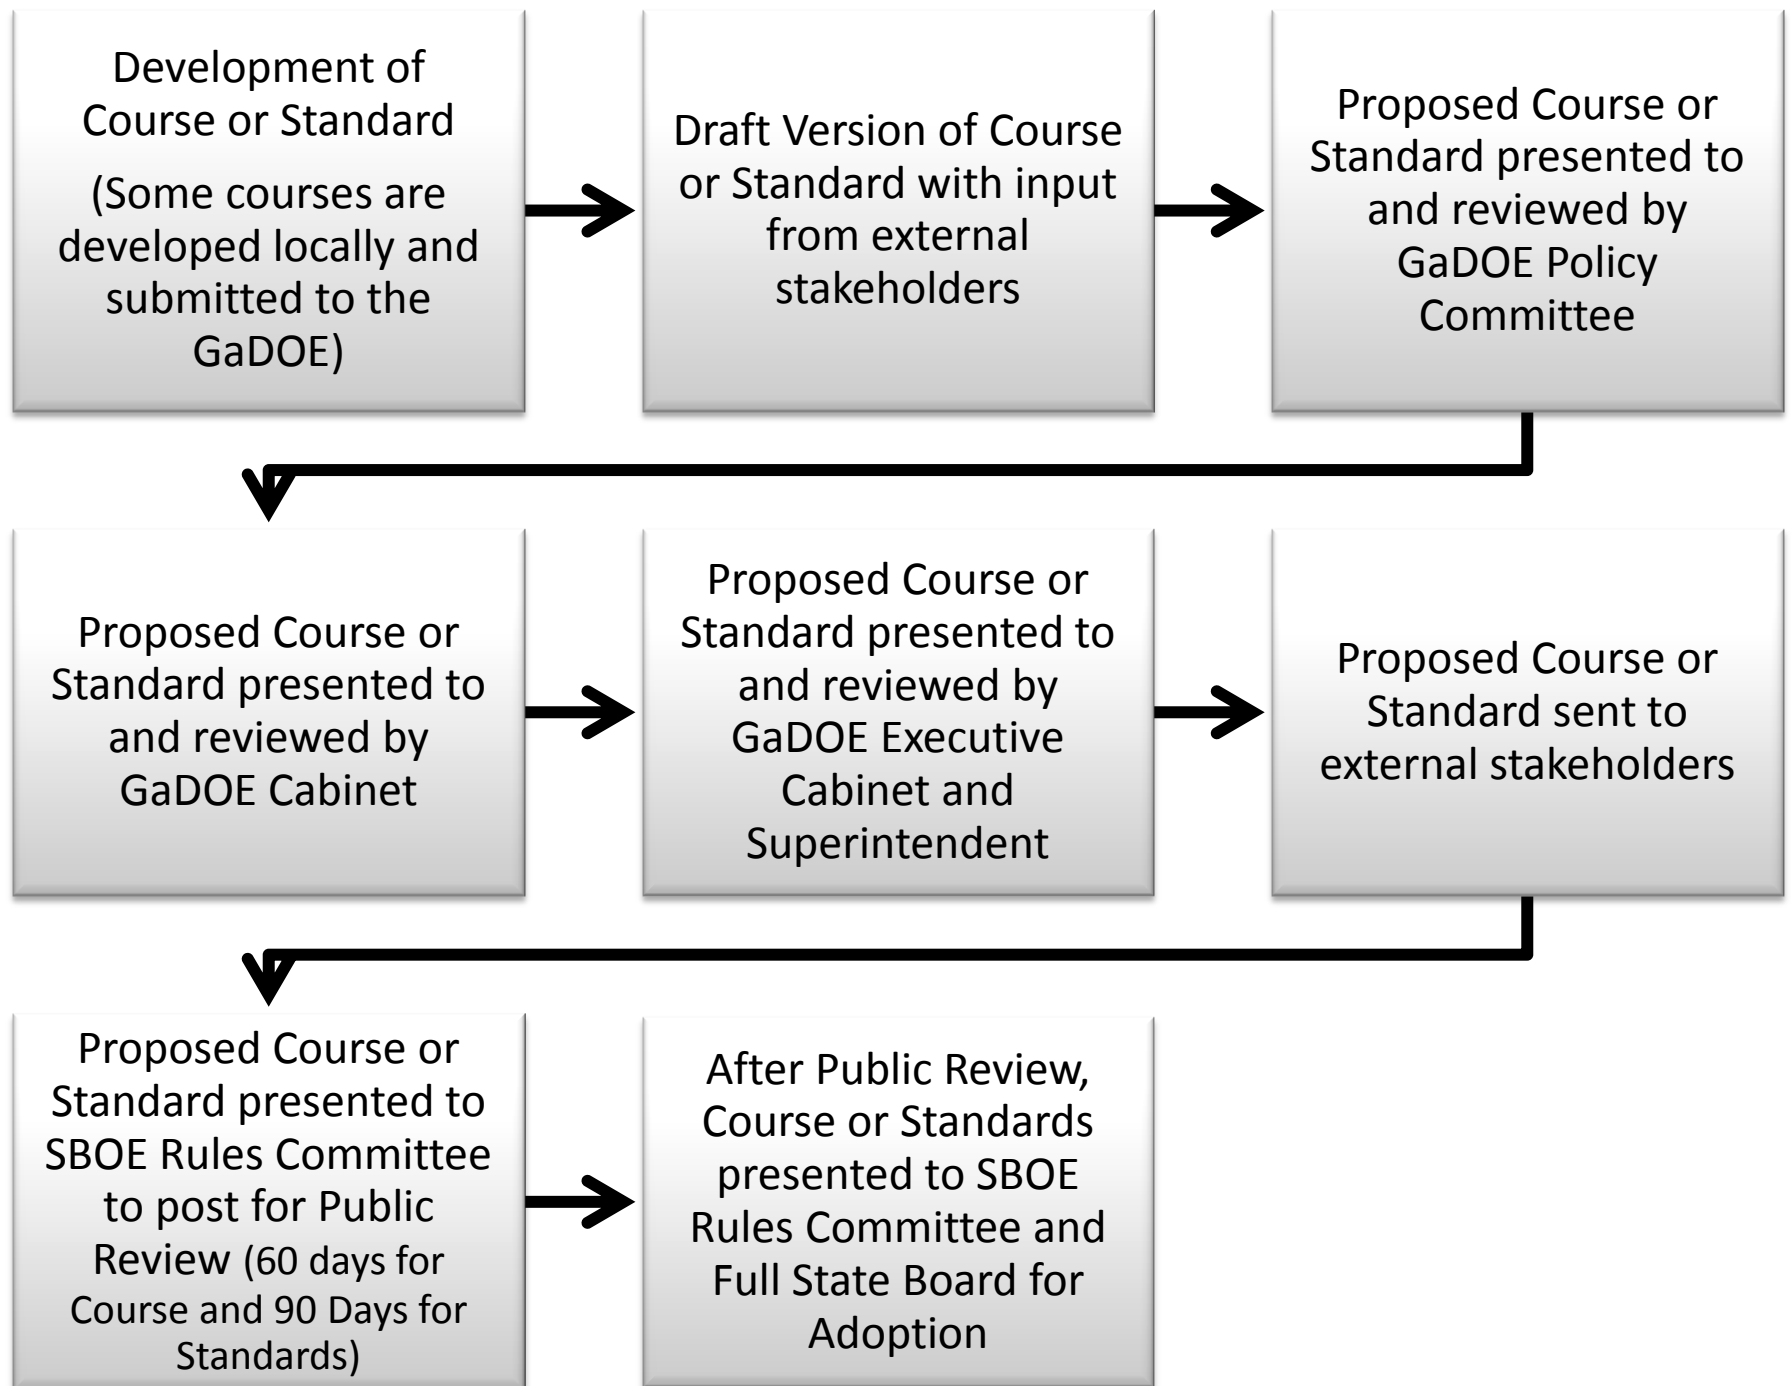 Development of
Course or Standard
(Some courses are
developed locally and
submitted to the
GaDOE)
Draft Version of Course
or Standard with input
from external
stakeholders
Proposed Course or
Standard presented to
and reviewed by
GaDOE Policy
Committee
Proposed Course or
Standard presented to
and reviewed by
GaDOE Cabinet
Proposed Course or
Standard presented to
and reviewed by
GaDOE Executive
Cabinet and
Superintendent
Proposed Course or
Standard sent to
external stakeholders
Proposed Course or
Standard presented to
SBOE Rules Committee
to post for Public
Review (60 days for
Course and 90 Days for
Standards)
After Public Review,
Course or Standards
presented to SBOE
Rules Committee and
Full State Board for
Adoption